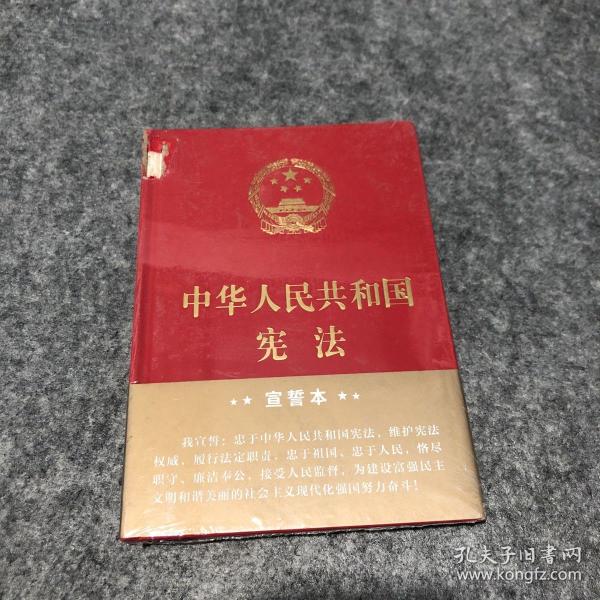 中华人民共和国
宪法
★★ 宣誓本 ★★
我宣誓：忠于中华人民共和国宪法，维护宪法
权威，履行法定职责，忠于祖国、忠于人民，恪尽
职守、廉洁奉公，接受人民监督，为建设富强民主
文明和谐美丽的社会主义现代化强国努力奋斗！
孔夫子旧书网
www.kongfz.com